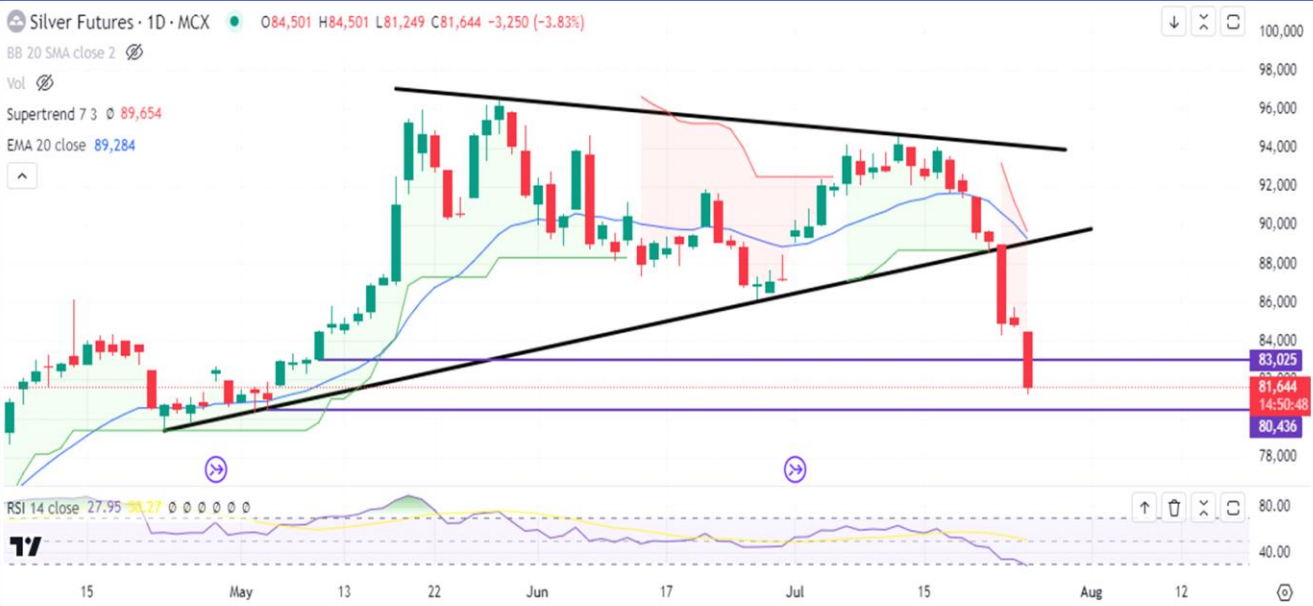 Silver Futures · 1D · MCX O84,501 H84,501 L81,249 C81,644 −3,250 (−3.83%)
BB 20 SMA close 2
Vol
Supertrend 7 3 Ø 89,654
EMA 20 close 89,284
100,000
98,000
96,000
94,000
92,000
90,000
88,000
86,000
84,000
83,025
81,644
14:50:48
80,436
78,000
RSI 14 close 27.95 Ø Ø Ø Ø Ø Ø
80.00
40.00
15 May 13 22 Jun 17 Jul 15 Aug 12